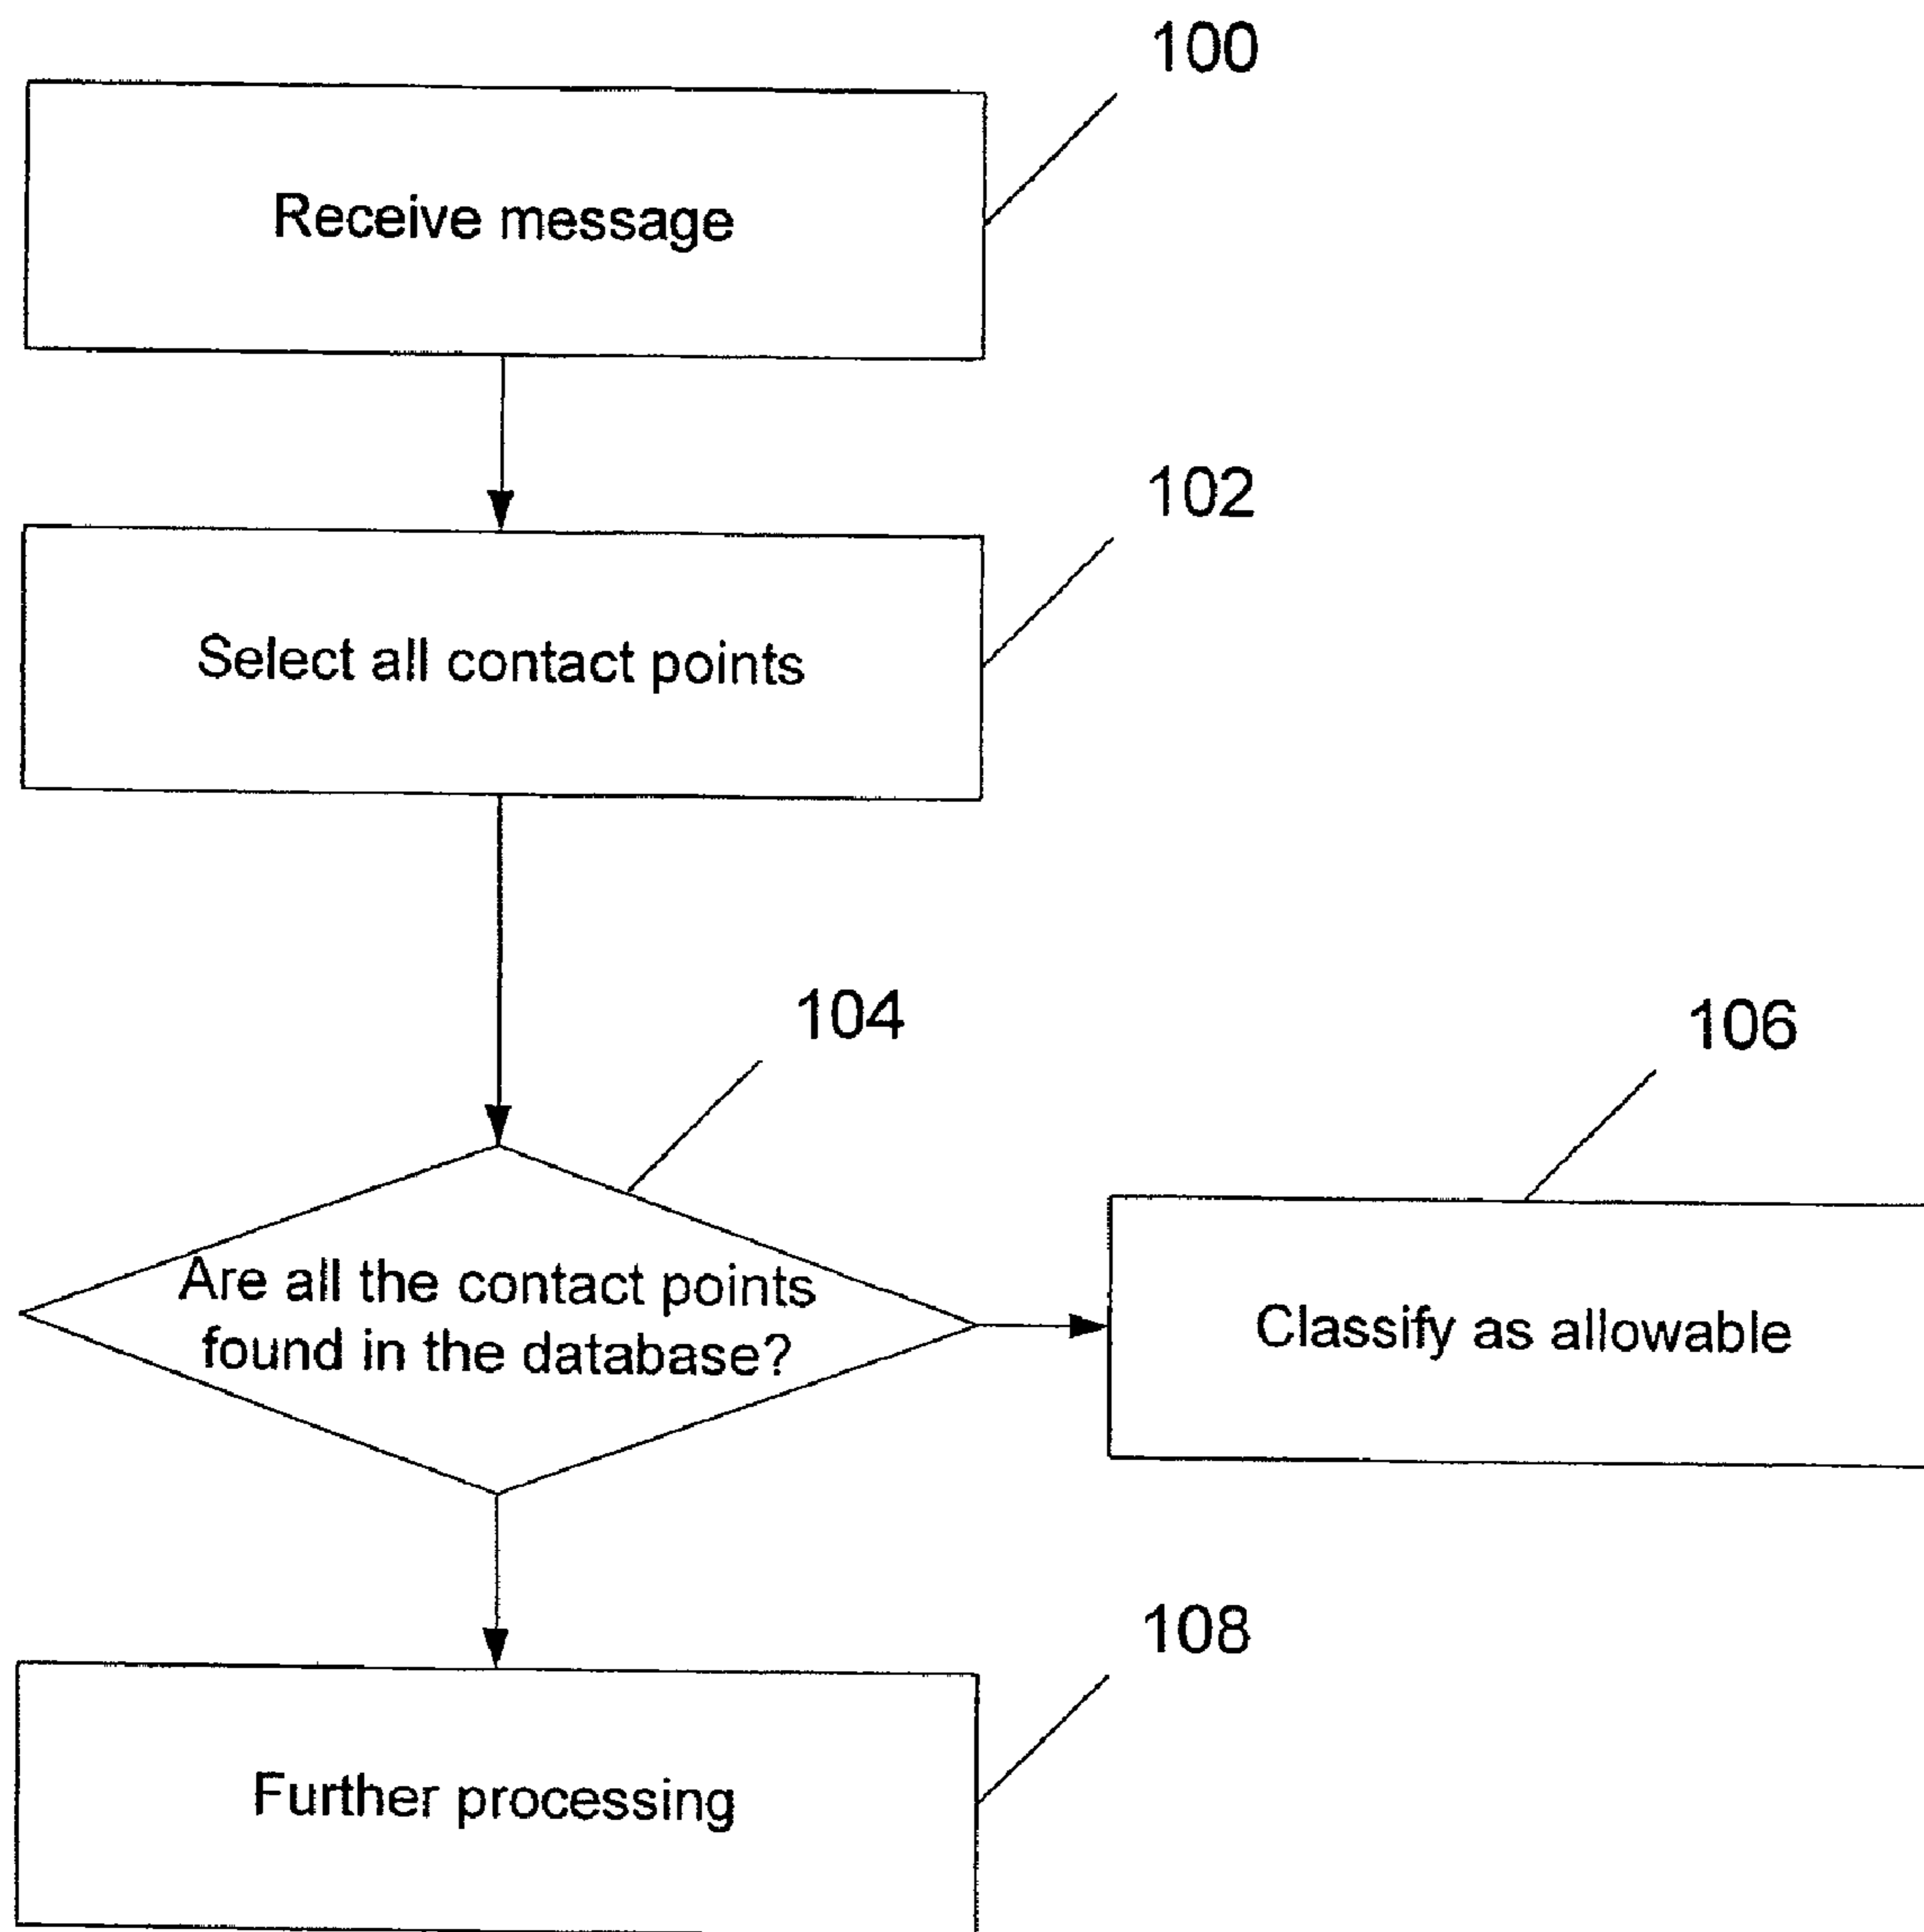 100
Receive message
102
Select all contact points
104
106
Are all the contact points
found in the database?
Classify as allowable
108
Further processing